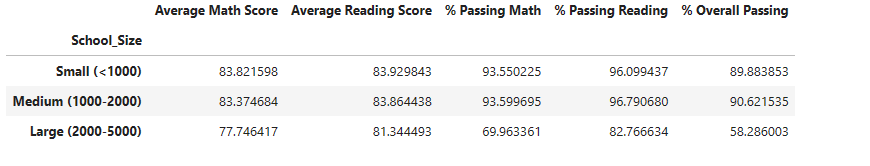 Average Math Score Average Reading Score % Passing Math % Passing Reading % Overall Passing
School_Size
Small (<1000) 83.821598 83.929843 93.550225 96.099437 89.883853
Medium (1000-2000) 83.374684 83.864438 93.599695 96.790680 90.621535
Large (2000-5000) 77.746417 81.344493 69.963361 82.766634 58.286003